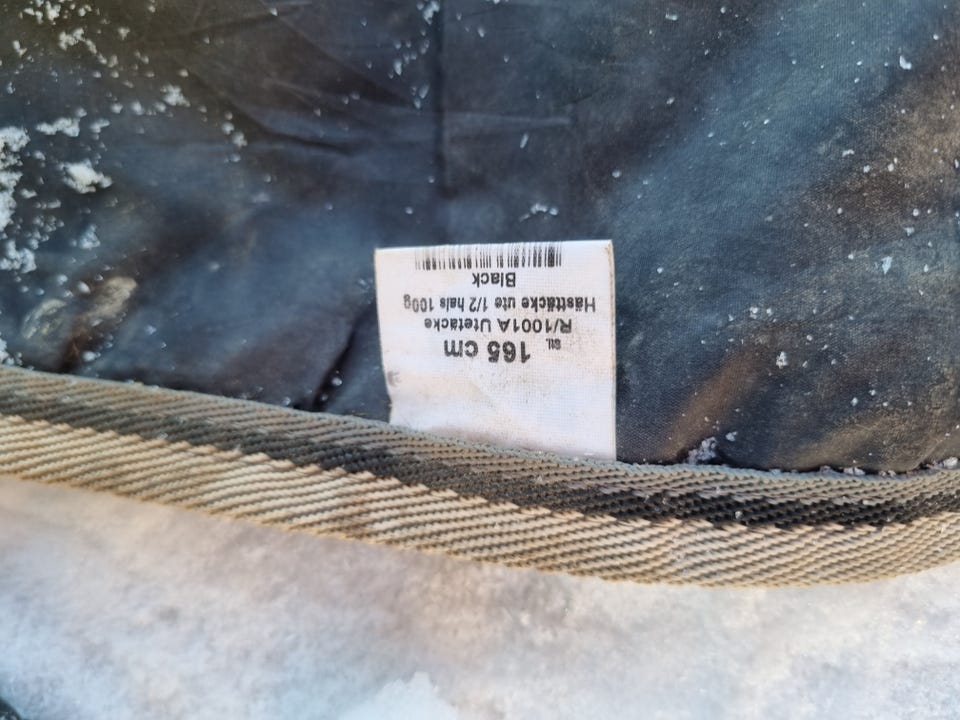 165 cm
R/1001A Utetäcke
Hästtäcke ute 1/2 hals 100g
Black